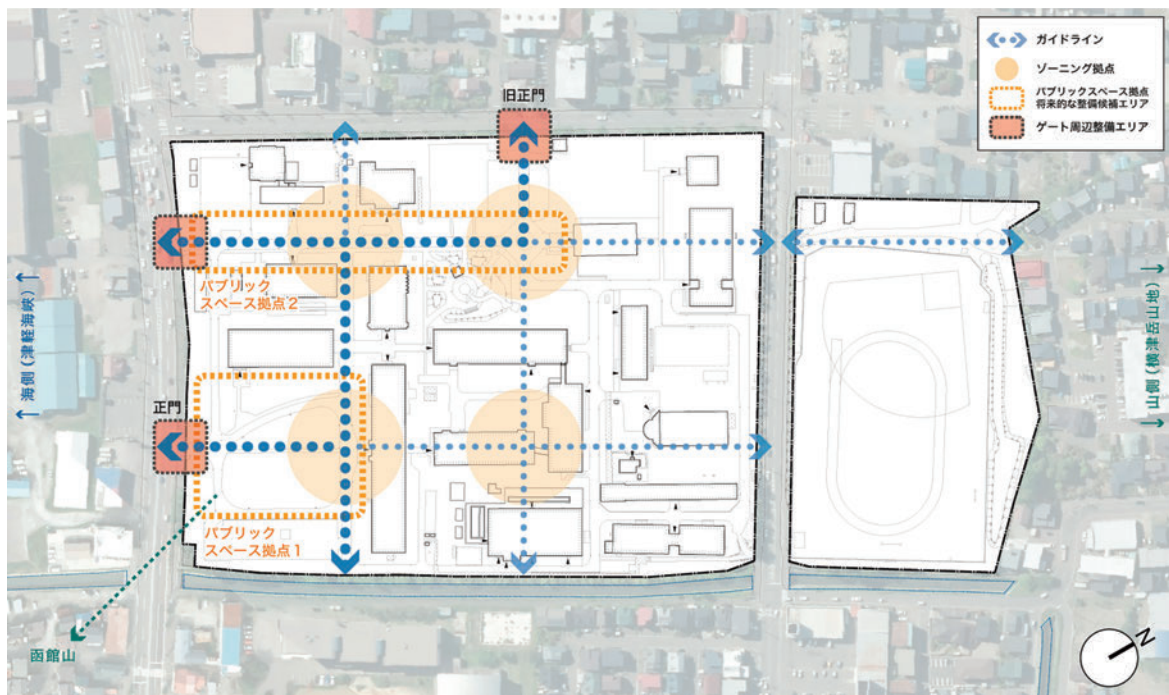 ガイドライン
ゾーニング拠点
パブリックスペース拠点
将来的な整備候補エリア
ゲート周辺整備エリア
旧正門
パブリック
スペース拠点2
正門
パブリック
スペース拠点1
函館山
海側(津軽海峡)
山側(横津岳山地)
N